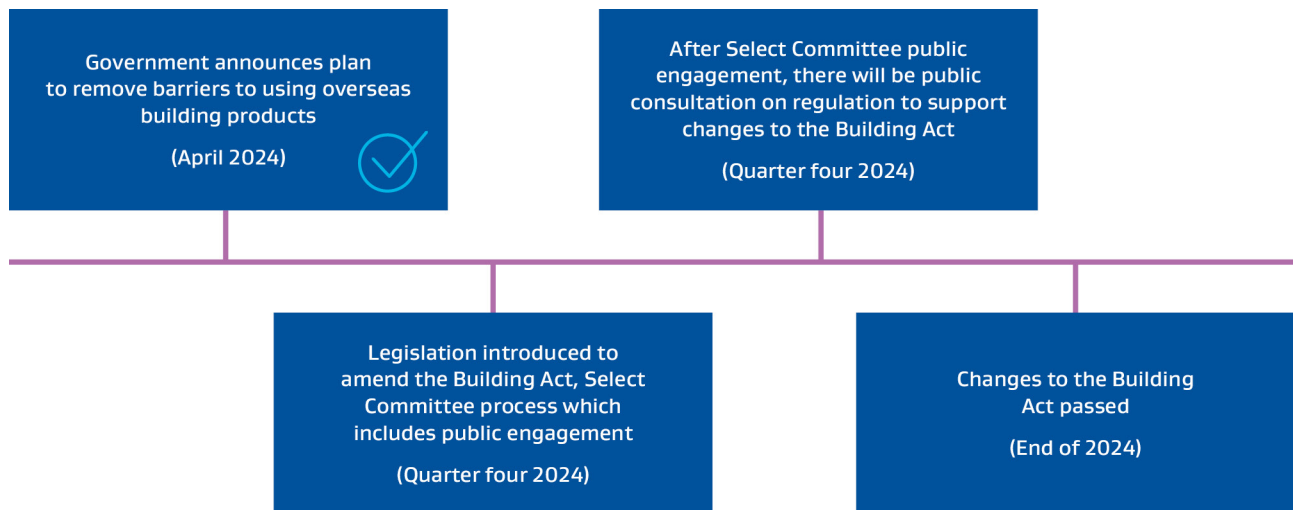 Government announces plan
to remove barriers to using overseas
building products
(April 2024)
Legislation introduced to
amend the Building Act, Select
Committee process which
includes public engagement
(Quarter four 2024)
After Select Committee public
engagement, there will be public
consultation on regulation to support
changes to the Building Act
(Quarter four 2024)
Changes to the Building
Act passed
(End of 2024)